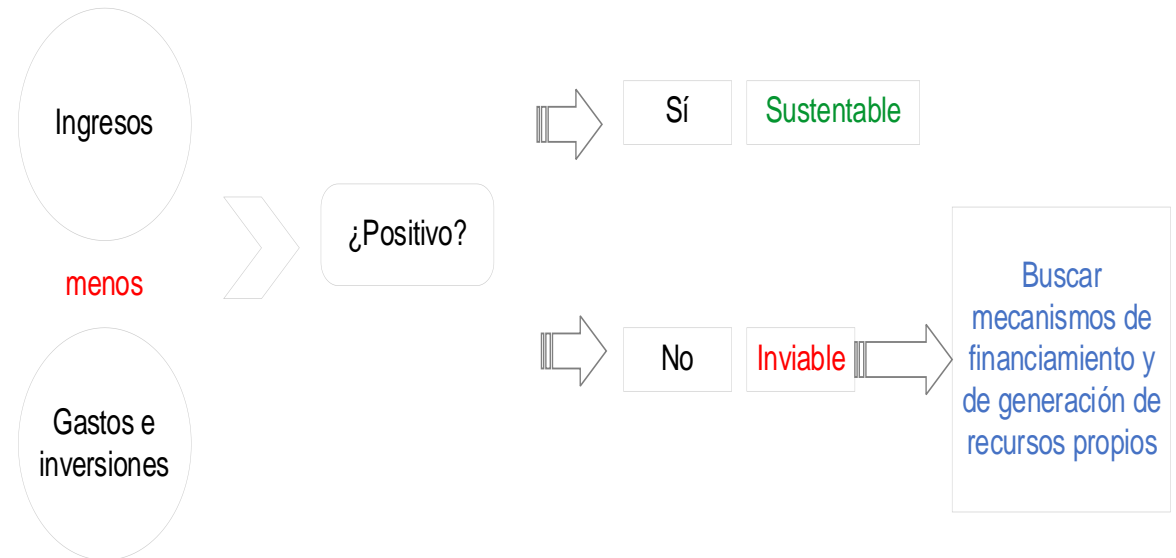 Ingresos
menos
Gastos e
inversiones
¿Positivo?
Sí
Sustentable
No
Inviable
Buscar
mecanismos de
financiamiento y
de generación de
recursos propios